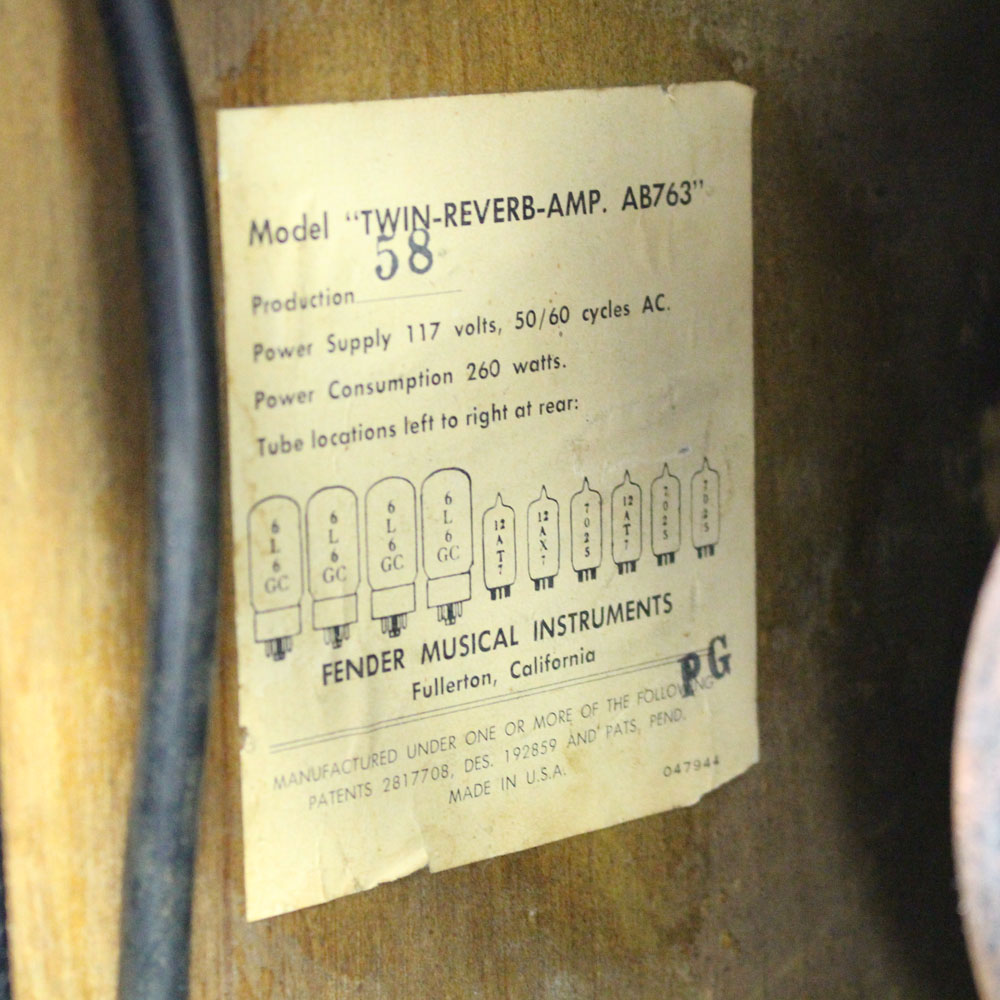 Model “TWIN-REVERB-AMP. AB763”
58
Production
Power Supply 117 volts, 50/60 cycles AC.
Power Consumption 260 watts.
Tube locations left to right at rear:
6L6GC 6L6GC 6L6GC 6L6GC 12AT7 12AX7 7025 12AT7 7025 7025
FENDER MUSICAL INSTRUMENTS
Fullerton, California
PG
MANUFACTURED UNDER ONE OR MORE OF THE FOLLOWING
PATENTS 2817708, DES. 192859 AND PATS, PEND.
MADE IN U.S.A.
047944